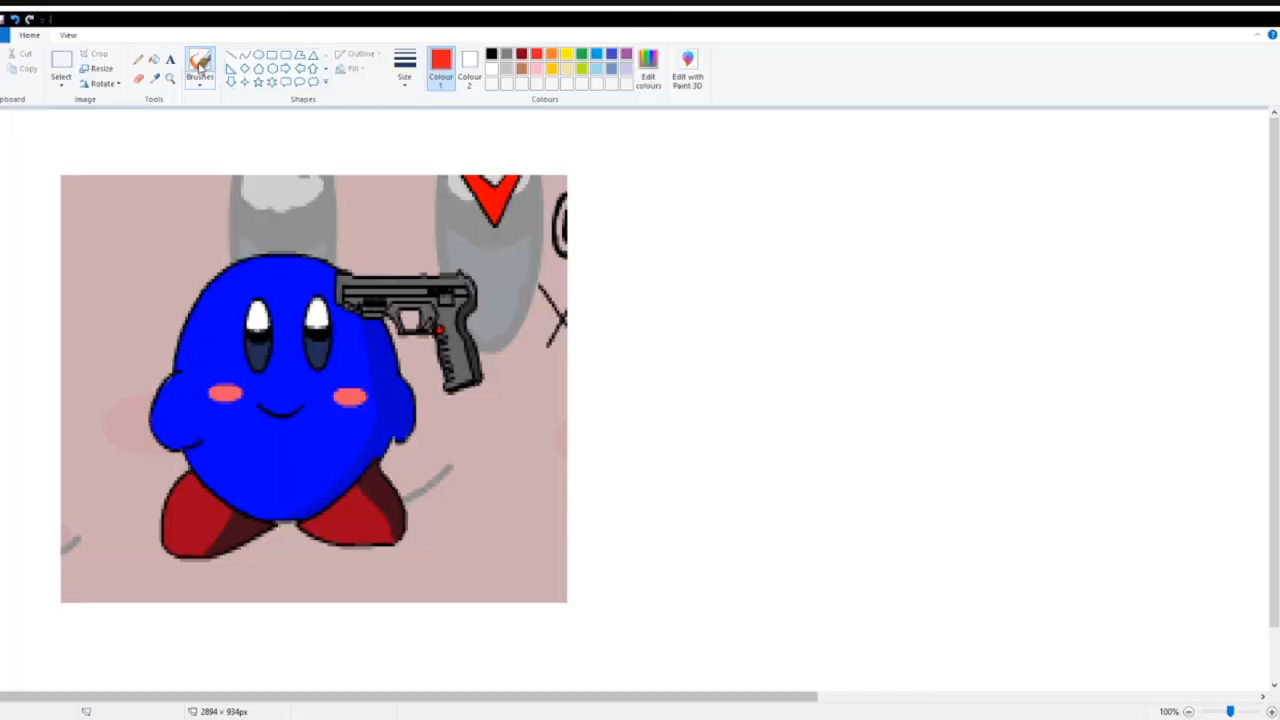 Home View
Cut Crop Outline
Copy Resize Fill
Rotate
Select Brushes Size Colour 1 Colour 2 Edit colours Edit with Paint 3D
pboard Image Tools Shapes Colours
A
2894 × 934px 100%